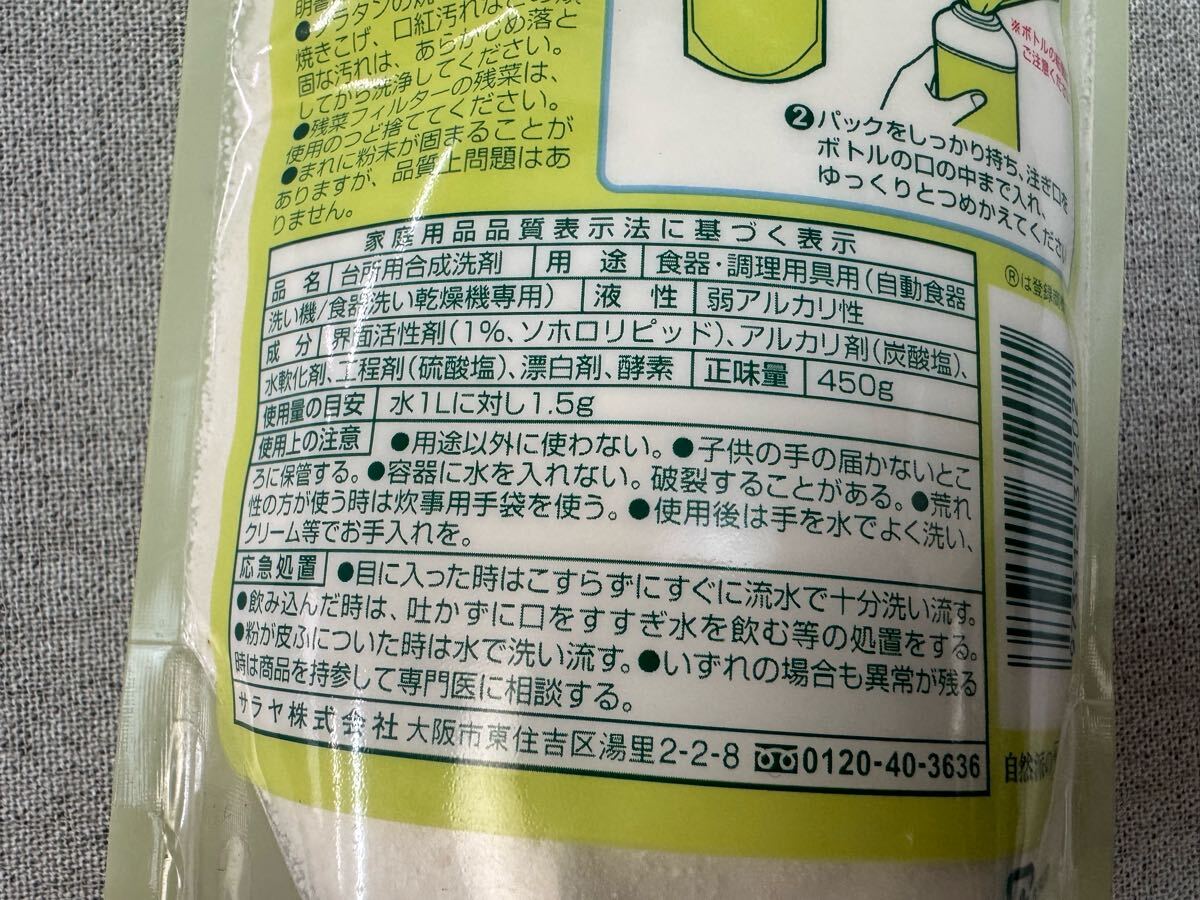 焼きこげ、口紅汚れなどの頑
固な汚れは、あらかじめ落と
してから洗浄してください。
●残菜フィルターの残菜は、
使用のつど捨ててください。
●まれに粉末が固まることが
ありますが、品質上問題はあ
りません。
※ボトルの
ご注意くだ
❷パックをしっかり持ち、注ぎ口を
ボトルの口の中まで入れ、
ゆっくりとつめかえてください
®は登録商
家庭用品品質表示法に基づく表示
品名 台所用合成洗剤 用途 食器・調理用具用(自動食器
洗い機/食器洗い乾燥機専用) 液性 弱アルカリ性
成分 界面活性剤(1%、ソホロリピッド)、アルカリ剤(炭酸塩)、
水軟化剤、工程剤(硫酸塩)、漂白剤、酵素 正味量 450g
使用量の目安 水1Lに対し1.5g
使用上の注意 ●用途以外に使わない。●子供の手の届かないとこ
ろに保管する。●容器に水を入れない。破裂することがある。●荒れ
性の方が使う時は炊事用手袋を使う。●使用後は手を水でよく洗い、
クリーム等でお手入れを。
応急処置 ●目に入った時はこすらずにすぐに流水で十分洗い流す。
●飲み込んだ時は、吐かずに口をすすぎ水を飲む等の処置をする。
●粉が皮ふについた時は水で洗い流す。●いずれの場合も異常が残る
時は商品を持参して専門医に相談する。
サラヤ株式会社 大阪市東住吉区湯里2-2-8 0120-40-3636
自然派の